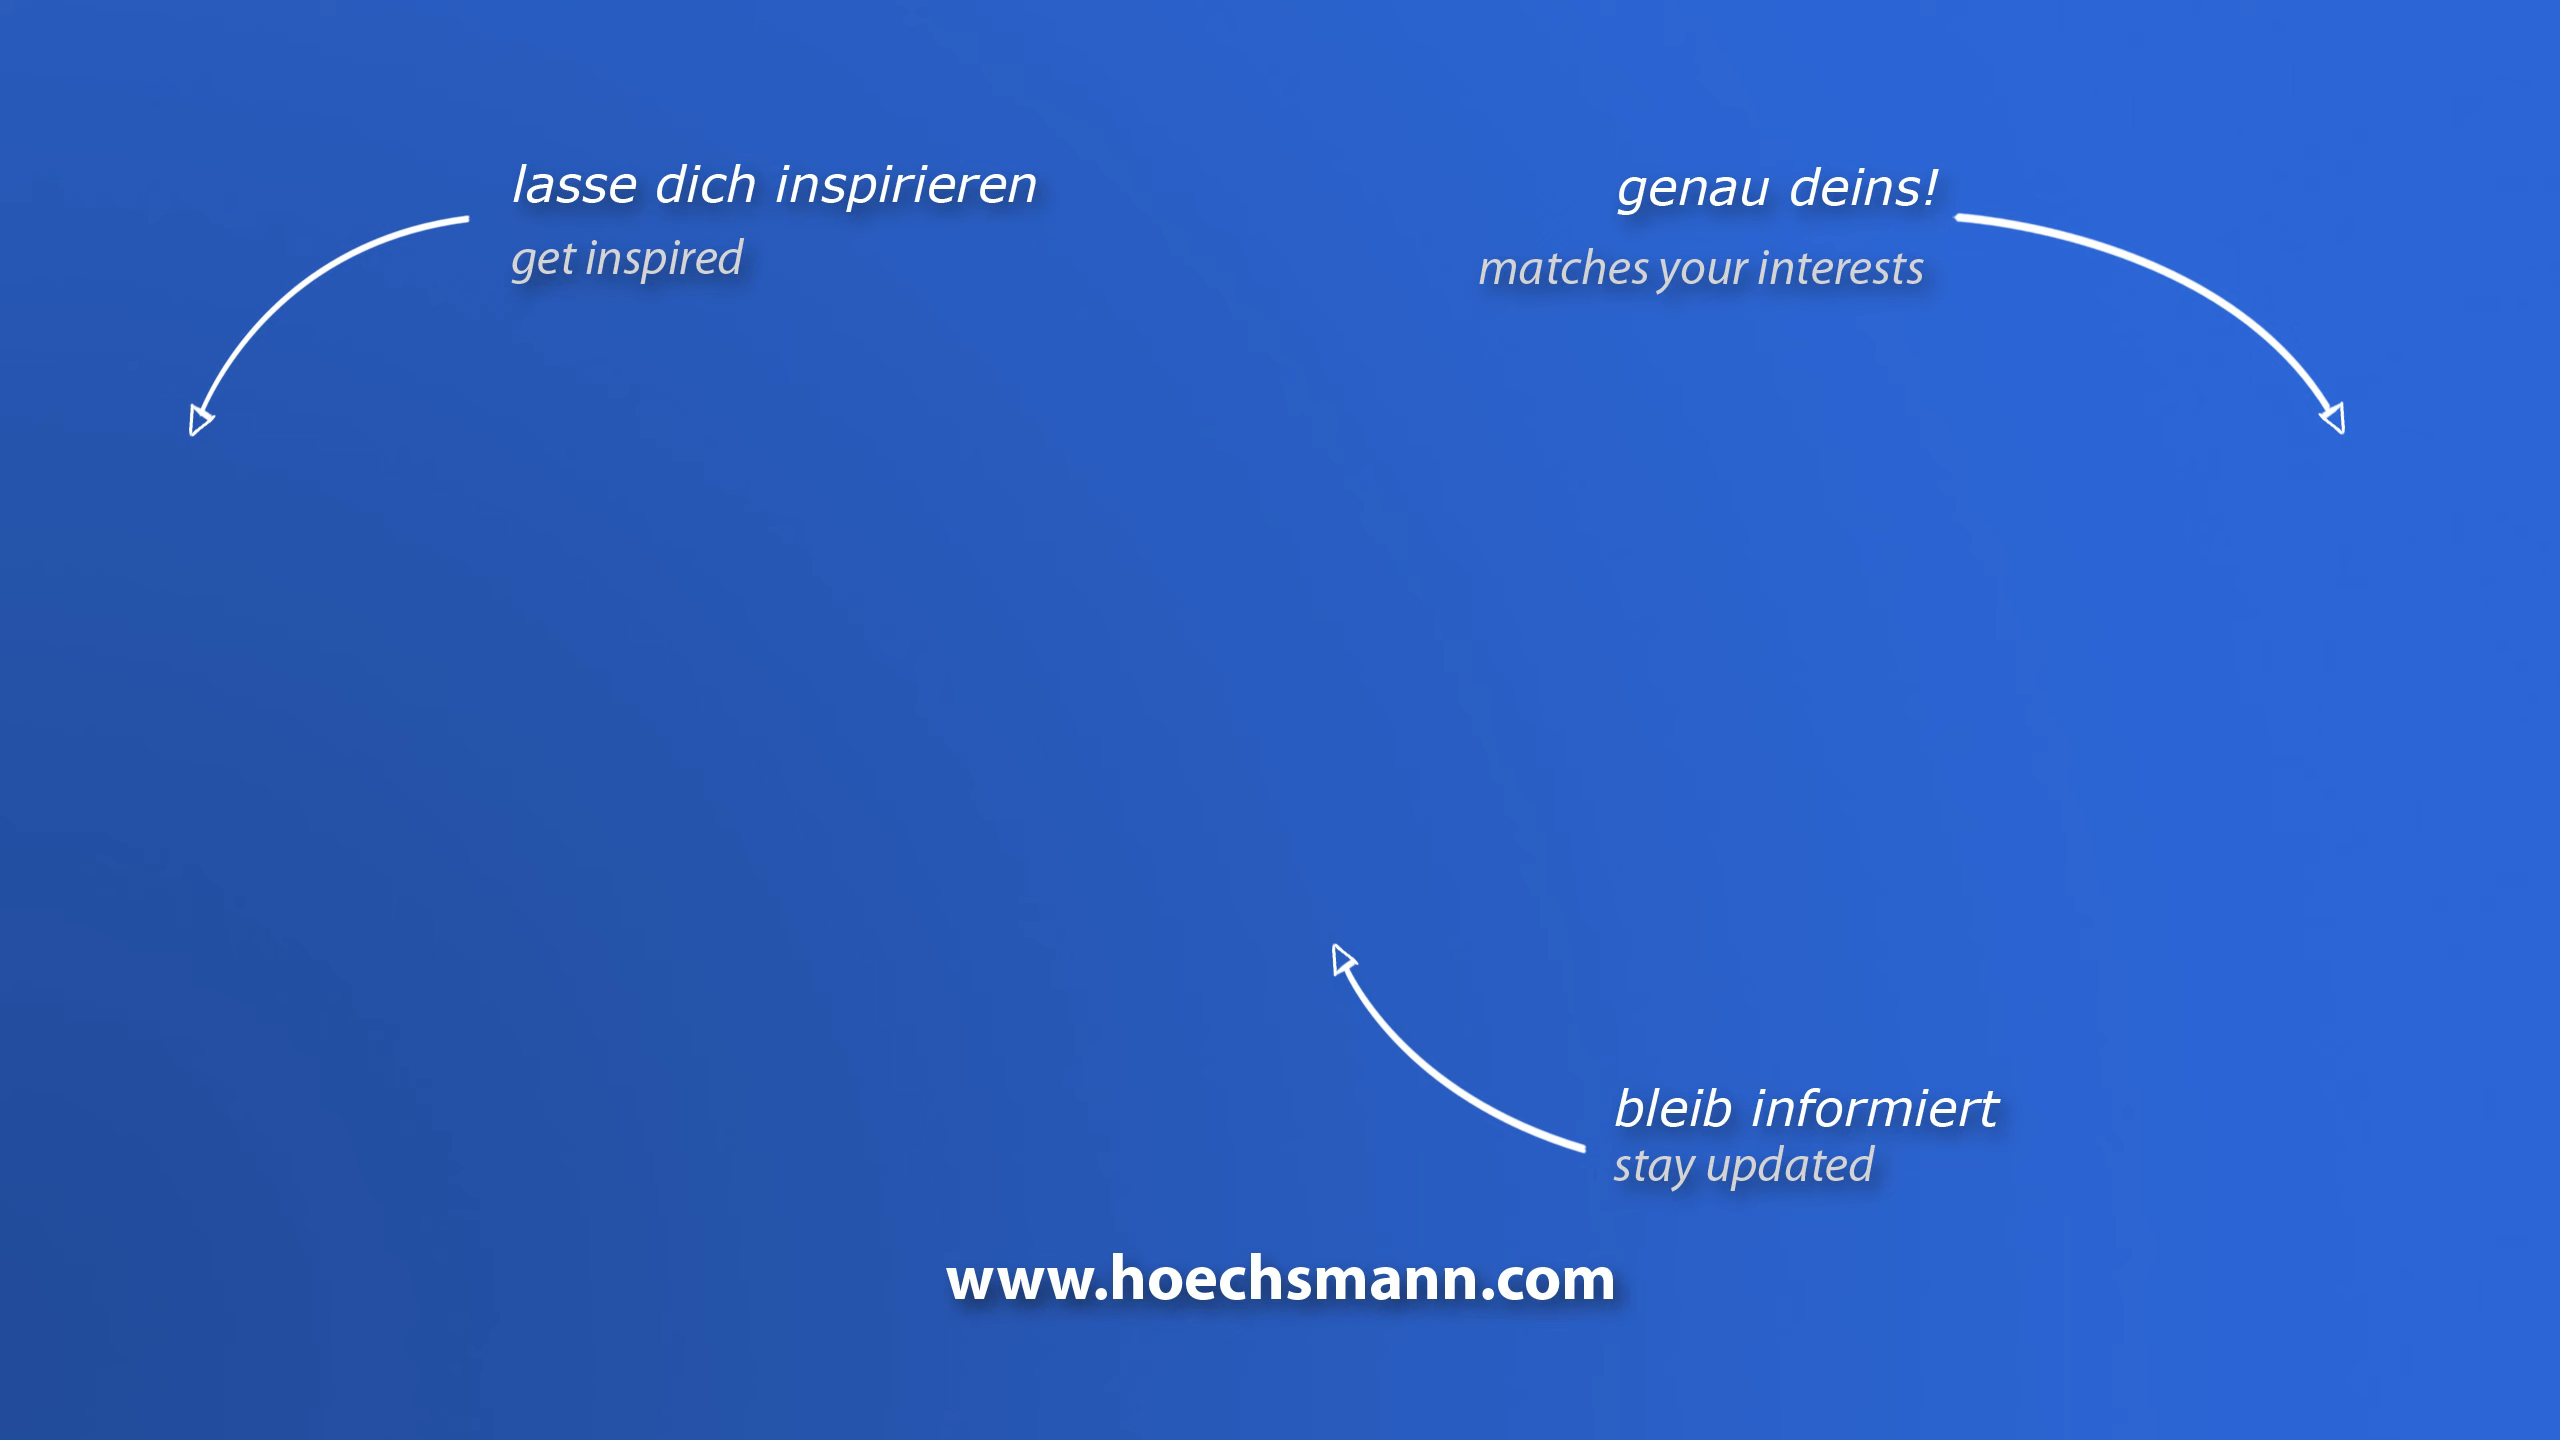 lasse dich inspirieren
get inspired
genau deins!
matches your interests
bleib informiert
stay updated
www.hoechsmann.com